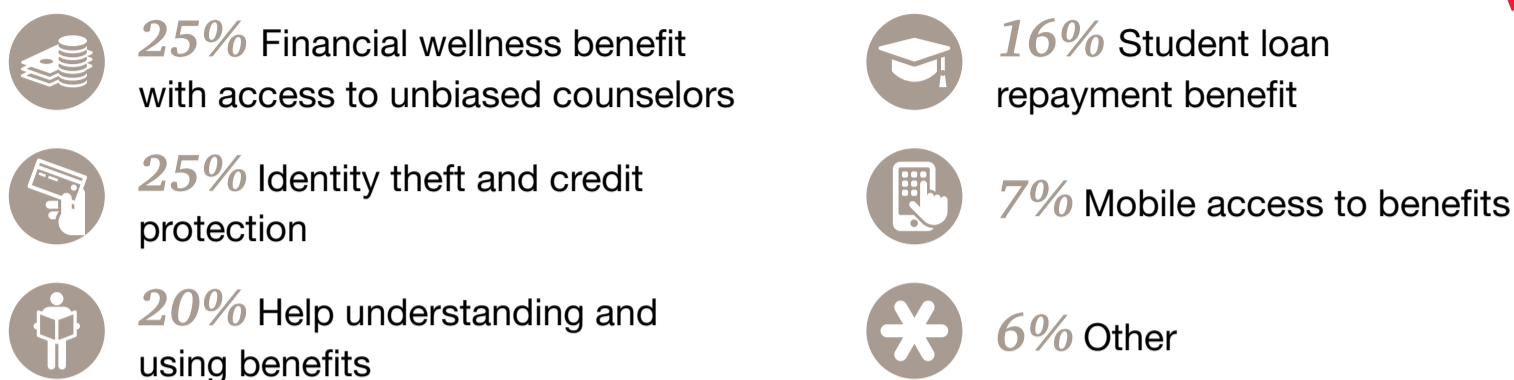 25% Financial wellness benefit
with access to unbiased counselors
25% Identity theft and credit
protection
20% Help understanding and
using benefits
16% Student loan
repayment benefit
7% Mobile access to benefits
6% Other